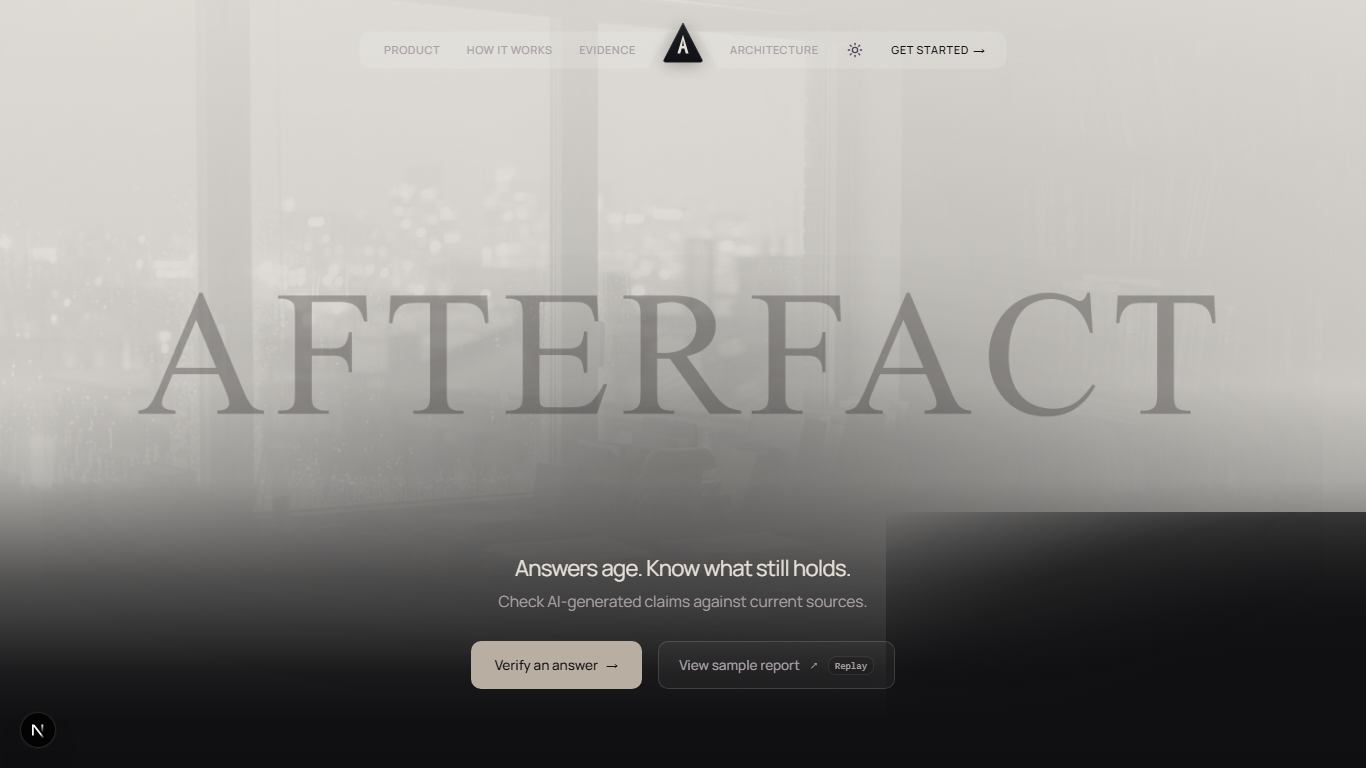 PRODUCT HOW IT WORKS EVIDENCE A ARCHITECTURE GET STARTED →
AFTERFACT
Answers age. Know what still holds.
Check AI-generated claims against current sources.
Verify an answer → View sample report ↗ Replay
N